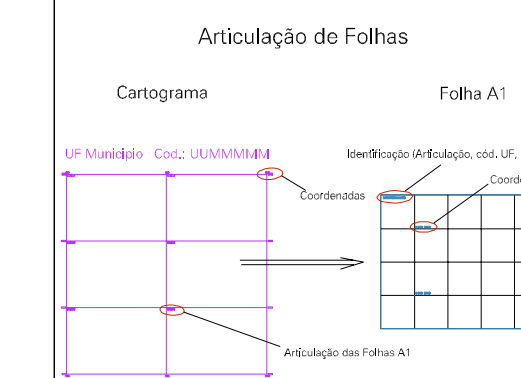 Articulação de Folhas
Cartograma
Folha A1
UF Municipio Cod.: UUMMMMM
Identificação (Articulação, cód. UF,
Coordenadas
Coorde
Articulação das Folhas A1